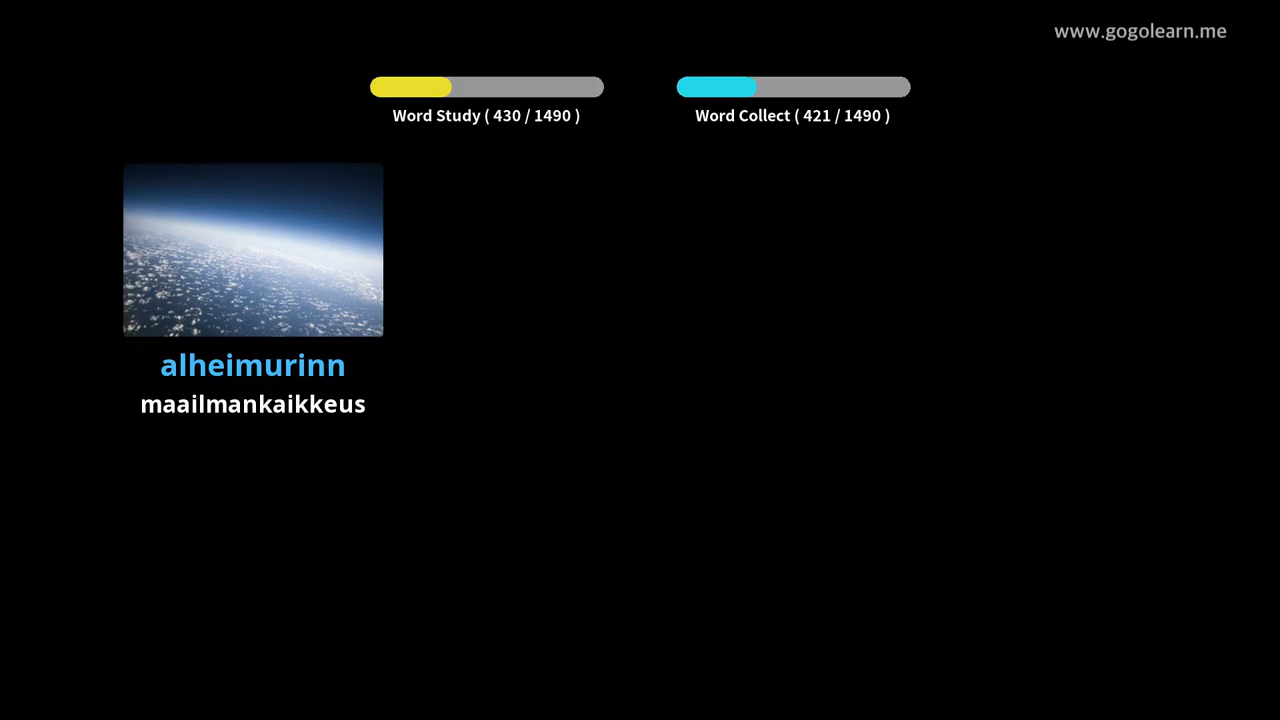 www.gogolearn.me
Word Study ( 430 / 1490 )
Word Collect ( 421 / 1490 )
alheimurinn
maailmankaikkeus